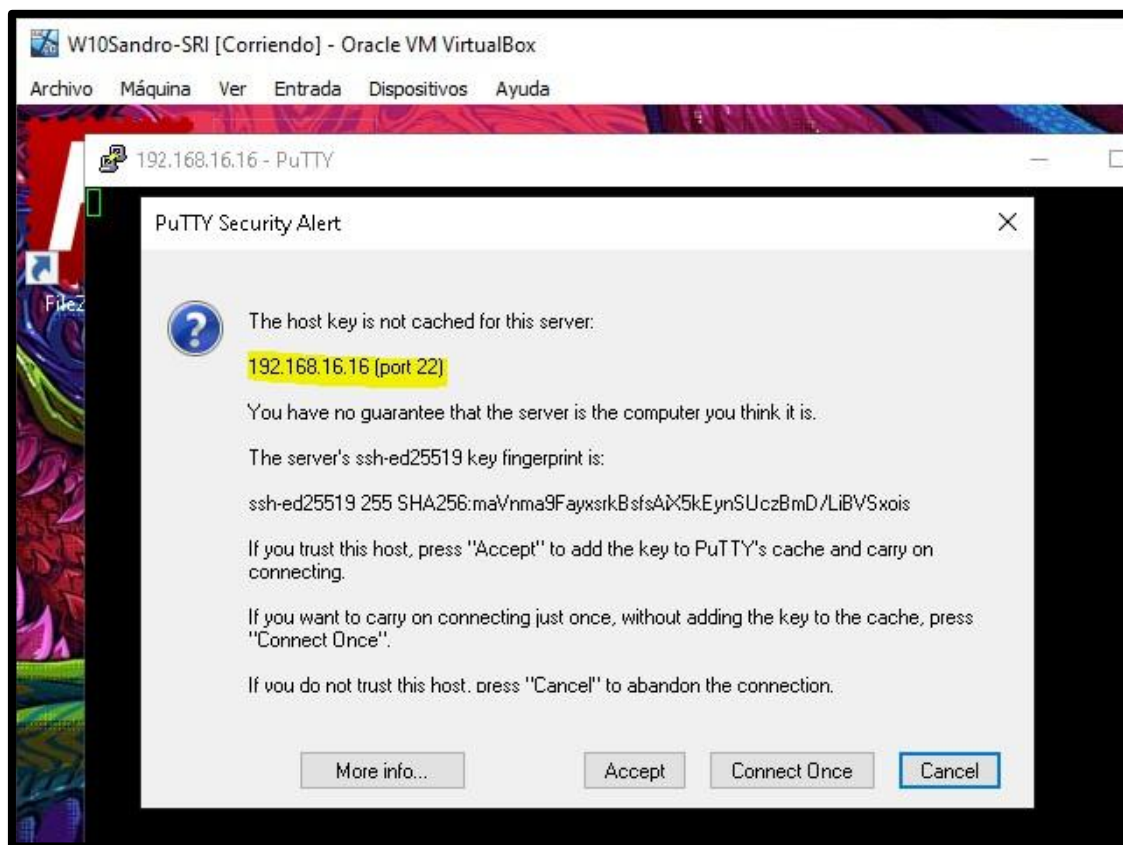 W10Sandro-SRI [Corriendo] - Oracle VM VirtualBox
Archivo Máquina Ver Entrada Dispositivos Ayuda
192.168.16.16 - PuTTY
PuTTY Security Alert
FileZ
The host key is not cached for this server:
192.168.16.16 (port 22)
You have no guarantee that the server is the computer you think it is.
The server's ssh-ed25519 key fingerprint is:
ssh-ed25519 255 SHA256:maVnma9FayxsrkBsfsAiX5kEynSUczBmD/LiBVSxois
If you trust this host, press "Accept" to add the key to PuTTY's cache and carry on
connecting.
If you want to carry on connecting just once, without adding the key to the cache, press
"Connect Once".
If you do not trust this host, press "Cancel" to abandon the connection.
More info... Accept Connect Once Cancel